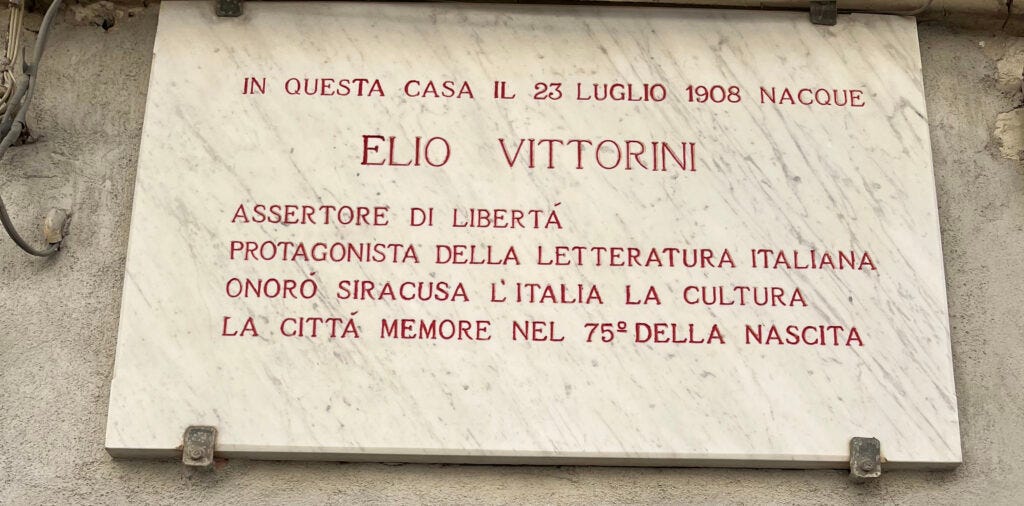 IN QUESTA CASA IL 23 LUGLIO 1908 NACQUE
ELIO VITTORINI
ASSERTORE DI LIBERTÁ
PROTAGONISTA DELLA LETTERATURA ITALIANA
ONORÓ SIRACUSA L'ITALIA LA CULTURA
LA CITTÁ MEMORE NEL 75º DELLA NASCITA